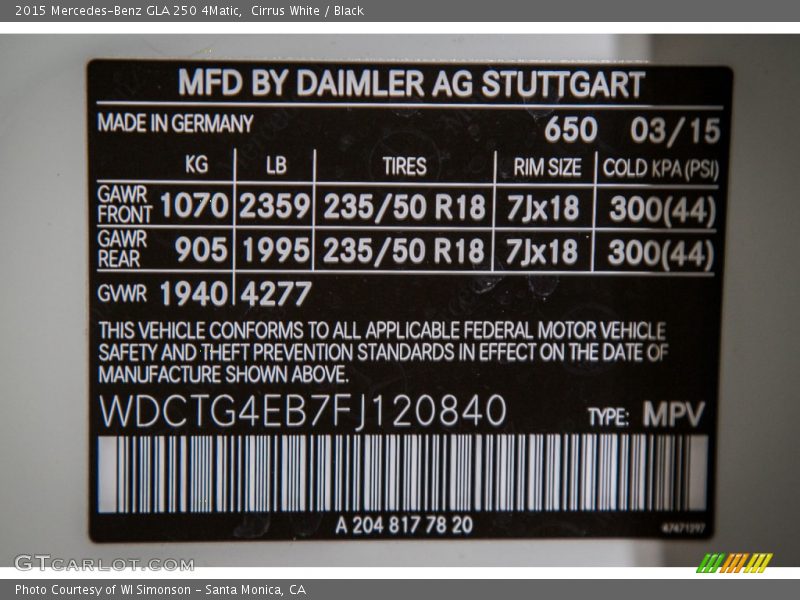 2015 Mercedes-Benz GLA 250 4Matic,  Cirrus White / Black
MFD BY DAIMLER AG STUTTGART
MADE IN GERMANY
650 03/15
KG LB TIRES RIM SIZE COLD KPA(PSI)
GAWR FRONT 1070 2359 235/50 R18 7Jx18 300(44)
GAWR REAR 905 1995 235/50 R18 7Jx18 300(44)
GVWR 1940 4277
THIS VEHICLE CONFORMS TO ALL APPLICABLE FEDERAL MOTOR VEHICLE
SAFETY AND THEFT PREVENTION STANDARDS IN EFFECT ON THE DATE OF
MANUFACTURE SHOWN ABOVE.
WDCTG4EB7FJ120840 TYPE: MPV
A 204 817 78 20
GTCARLOT.COM
Photo Courtesy of WI Simonson - Santa Monica, CA